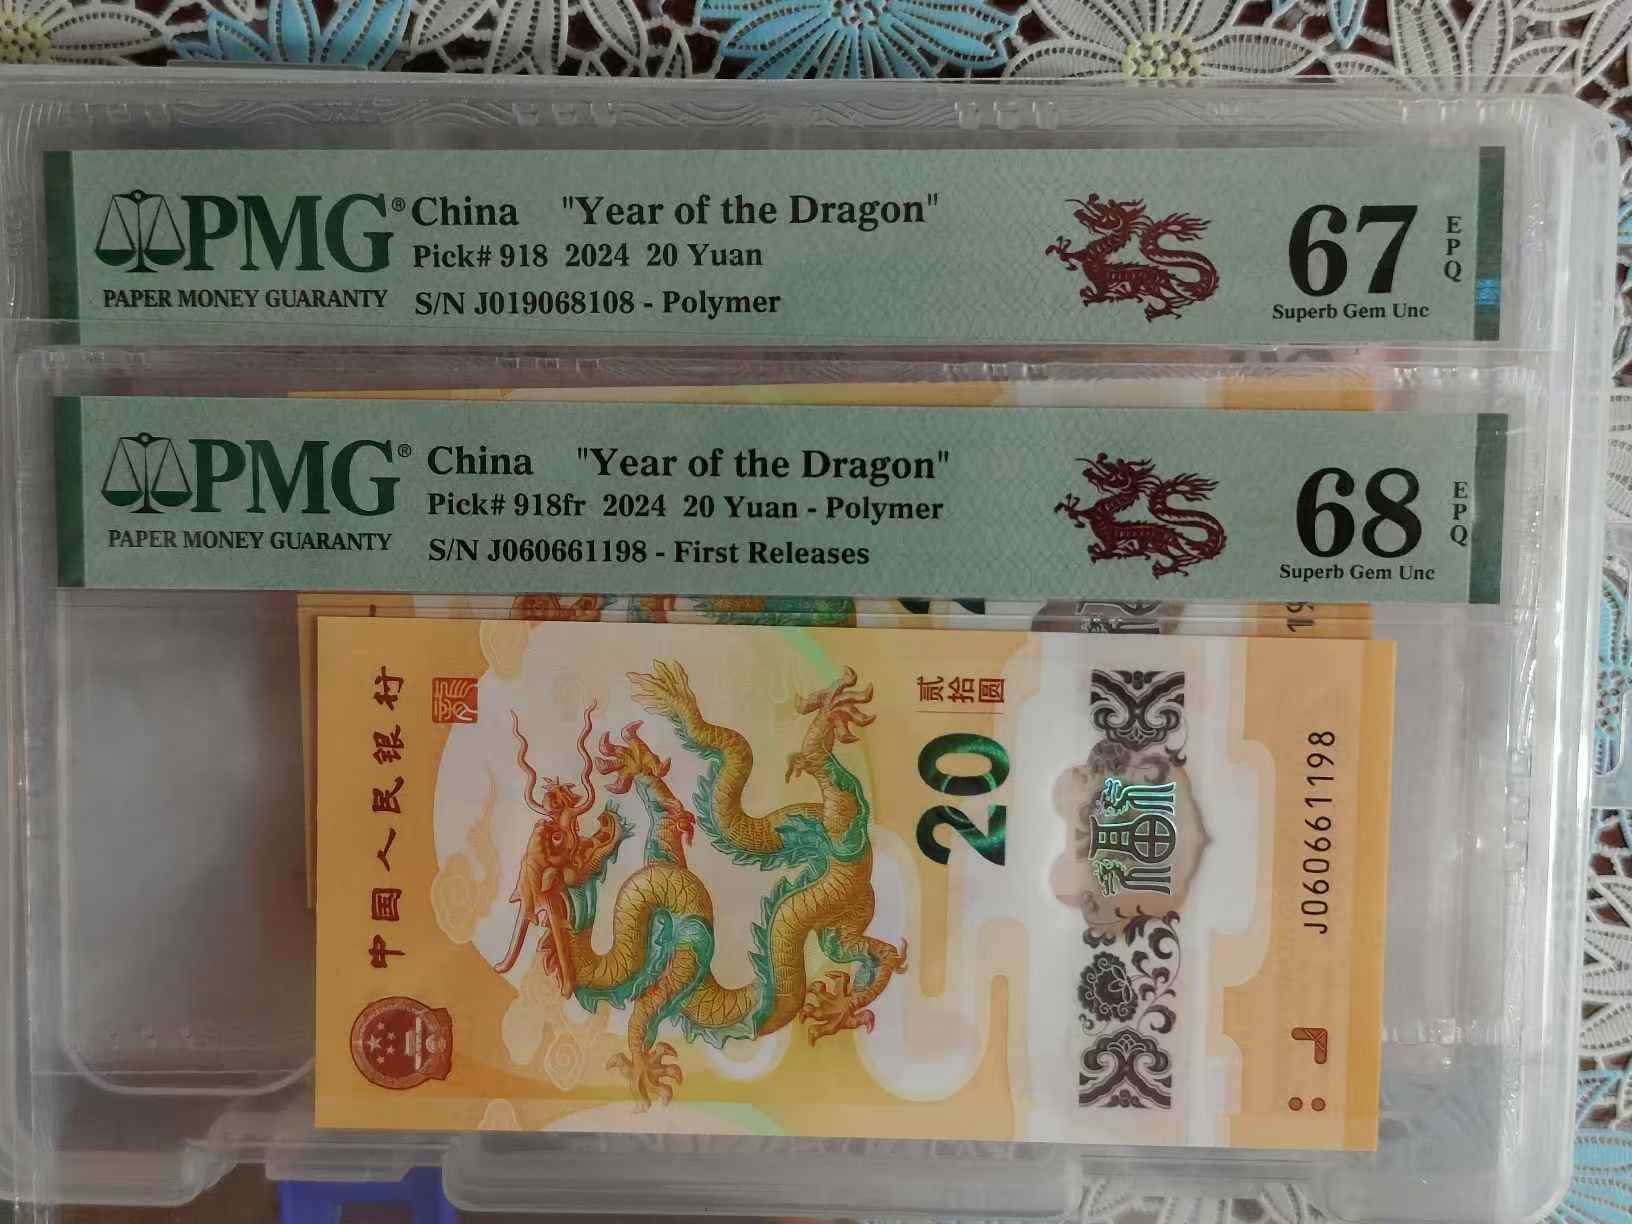 PMG®
PAPER MONEY GUARANTY
China "Year of the Dragon"
Pick# 918 2024 20 Yuan
S/N J019068108 - Polymer
67
EPQ
Superb Gem Unc
PMG®
PAPER MONEY GUARANTY
China "Year of the Dragon"
Pick# 918fr 2024 20 Yuan - Polymer
S/N J060661198 - First Releases
68
EPQ
Superb Gem Unc
中国人民银行
贰拾圆
20
J060661198